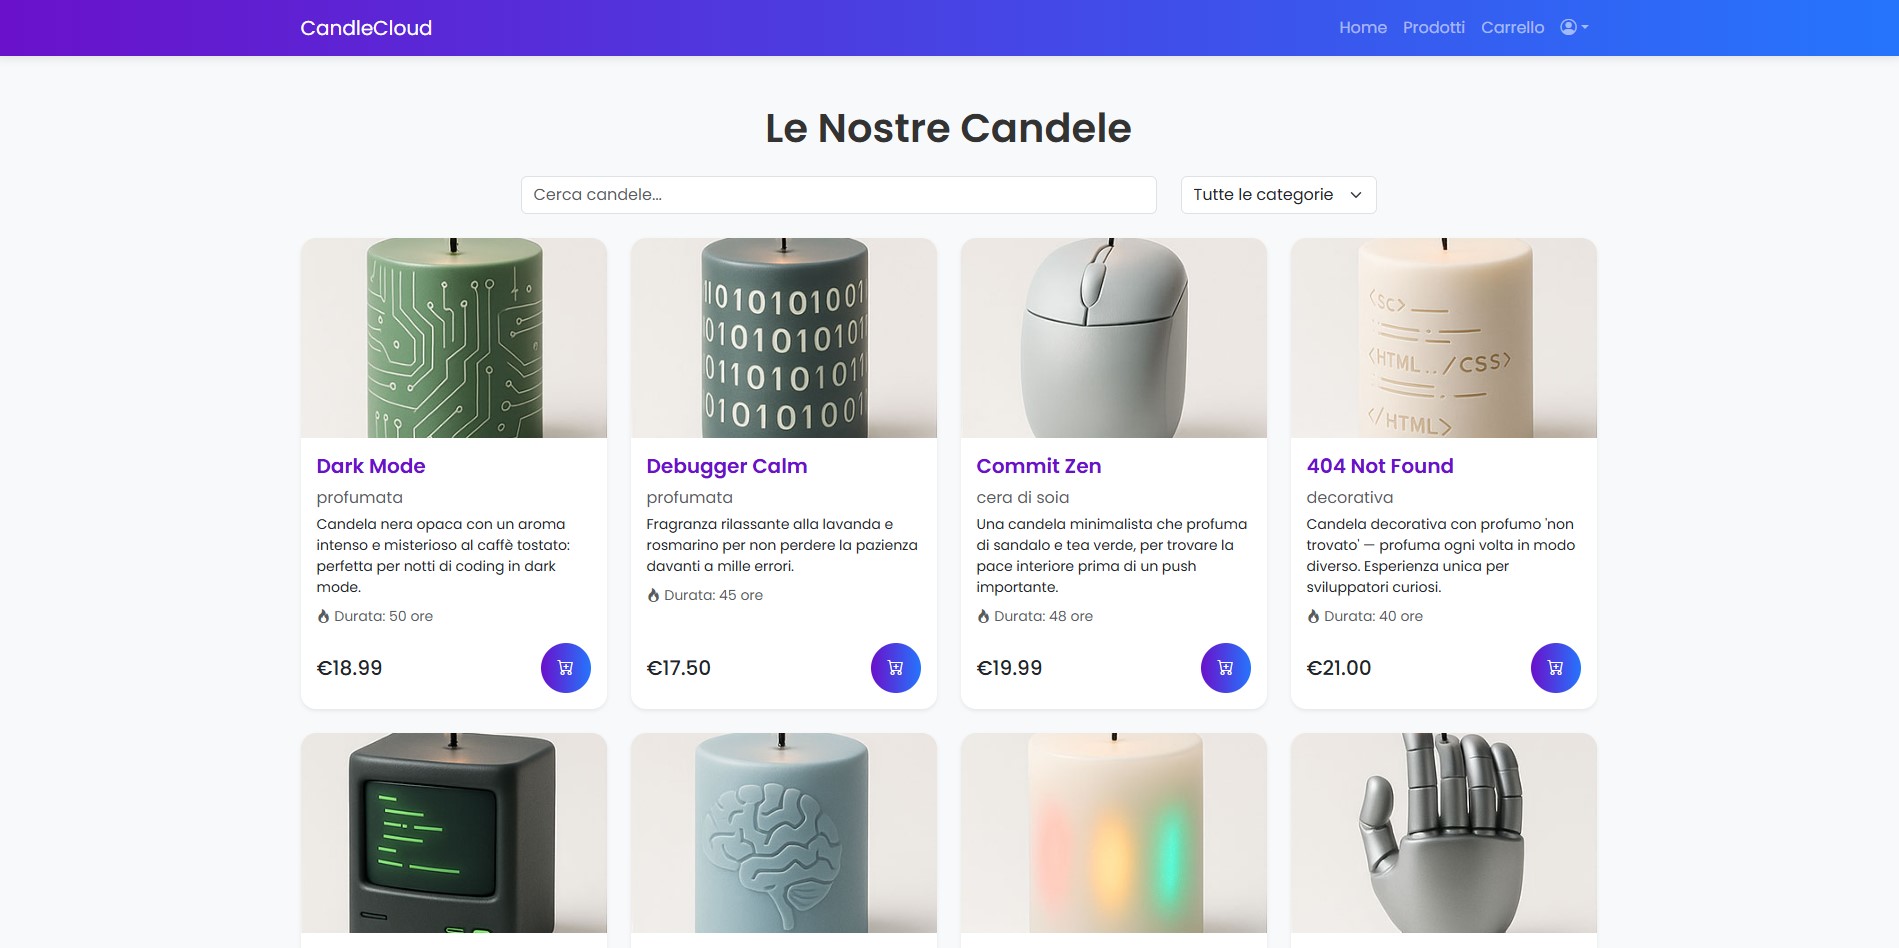 CandleCloud
Home Prodotti Carrello
Le Nostre Candele
Cerca candele...
Tutte le categorie
11010101001
0101010101
011010101 1
010101001
<SC>
<HTML../CSS>
</HTML>
Dark Mode
profumata
Candela nera opaca con un aroma
intenso e misterioso al caffè tostato:
perfetta per notti di coding in dark
mode.
Durata: 50 ore
€18.99
Debugger Calm
profumata
Fragranza rilassante alla lavanda e
rosmarino per non perdere la pazienza
davanti a mille errori.
Durata: 45 ore
€17.50
Commit Zen
cera di soia
Una candela minimalista che profuma
di sandalo e tea verde, per trovare la
pace interiore prima di un push
importante.
Durata: 48 ore
€19.99
404 Not Found
decorativa
Candela decorativa con profumo 'non
trovato' — profuma ogni volta in modo
diverso. Esperienza unica per
sviluppatori curiosi.
Durata: 40 ore
€21.00